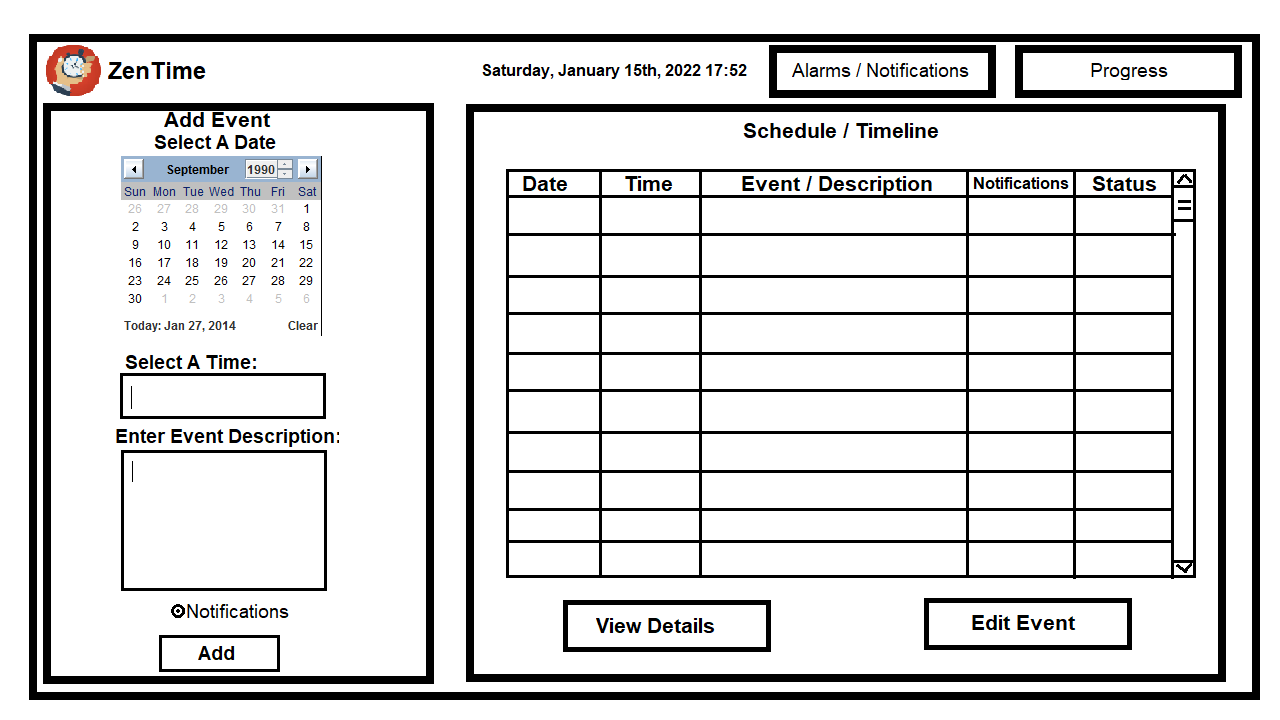 ZenTime
Saturday, January 15th, 2022 17:52
Alarms / Notifications
Progress
Add Event
Select A Date
September 1990
Sun Mon Tue Wed Thu Fri Sat
26 27 28 29 30 31 1
2 3 4 5 6 7 8
9 10 11 12 13 14 15
16 17 18 19 20 21 22
23 24 25 26 27 28 29
30 1 2 3 4 5 6
Today: Jan 27, 2014 Clear
Select A Time:
Enter Event Description:
Notifications
Add
Schedule / Timeline
Date Time Event / Description Notifications Status
View Details
Edit Event